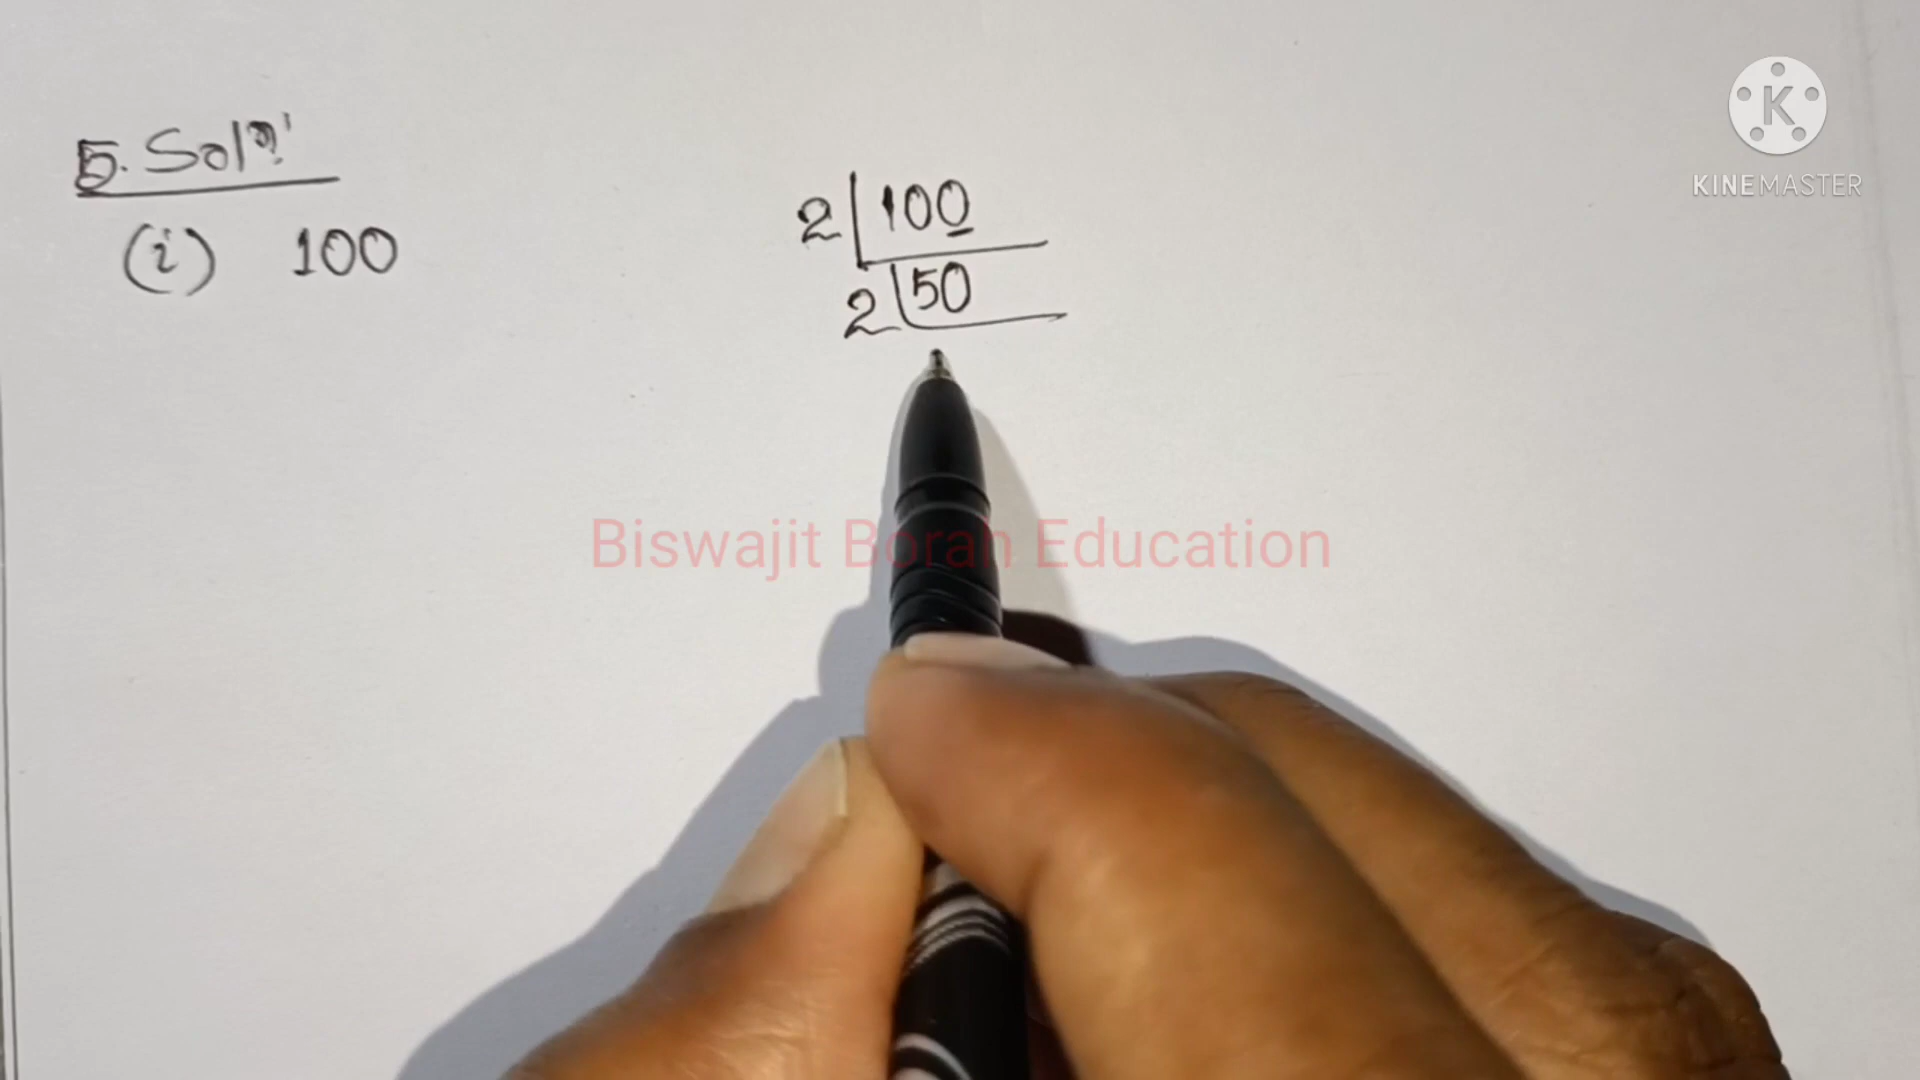 5. Solⁿ
(i) 100
2 100
2 50
KINEMASTER
Biswajit Borah Education